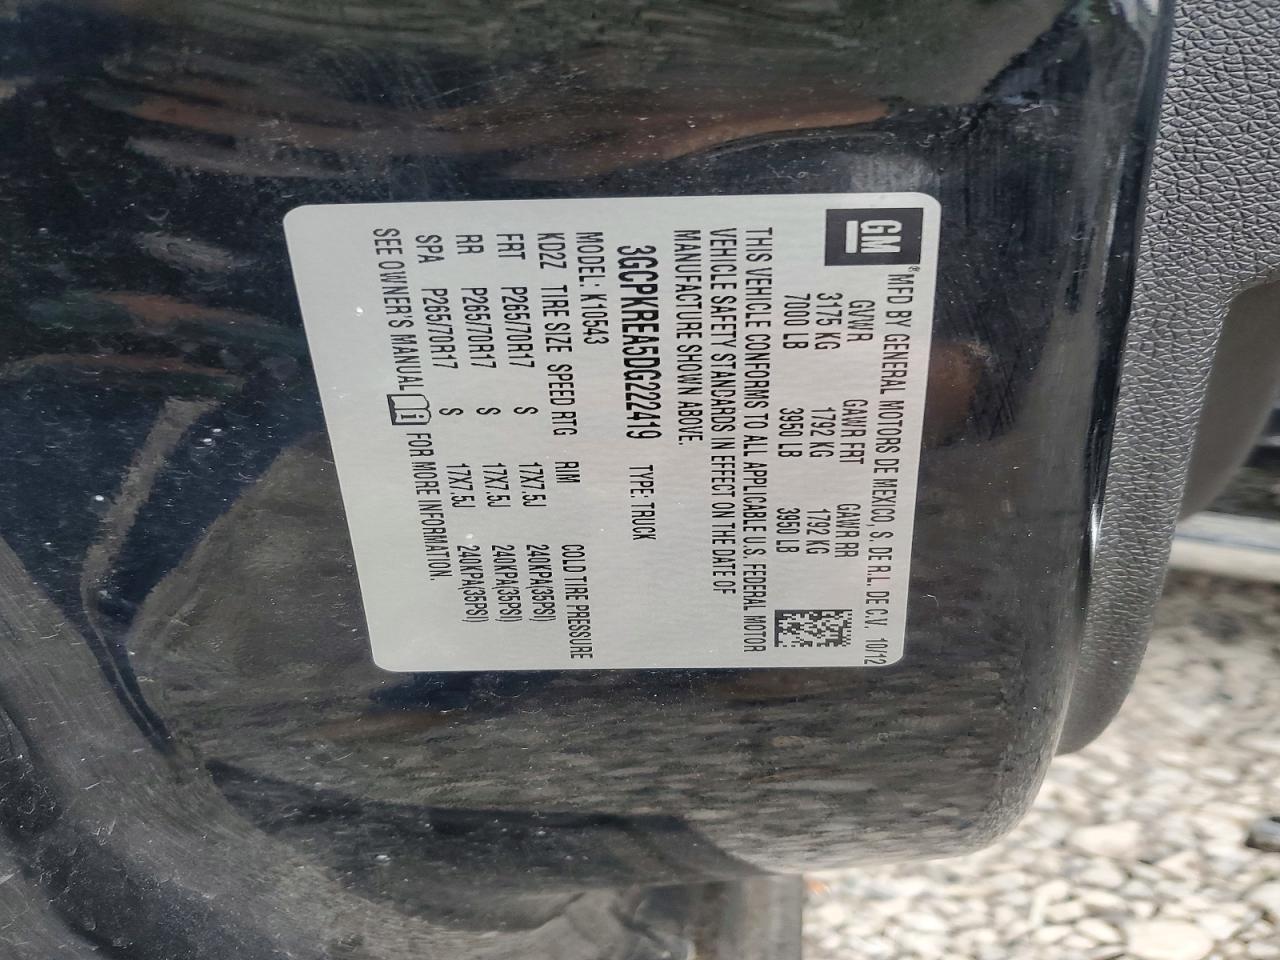 GM
® MFD BY GENERAL MOTORS DE MEXICO, S. DE R.L. DE C.V. 10/12
GVWR GAWR FRT GAWR RR
3175 KG 1792 KG 1792 KG
7000 LB 3950 LB 3950 LB
THIS VEHICLE CONFORMS TO ALL APPLICABLE U.S. FEDERAL MOTOR
VEHICLE SAFETY STANDARDS IN EFFECT ON THE DATE OF
MANUFACTURE SHOWN ABOVE.
3GCPKREA5DG222419 TYPE: TRUCK
MODEL: K10543
KD2Z TIRE SIZE SPEED RTG RIM COLD TIRE PRESSURE
FRT P265/70R17 S 17X7.5J 240KPA(35PSI)
RR P265/70R17 S 17X7.5J 240KPA(35PSI)
SPA P265/70R17 S 17X7.5J 240KPA(35PSI)
SEE OWNER'S MANUAL i FOR MORE INFORMATION.